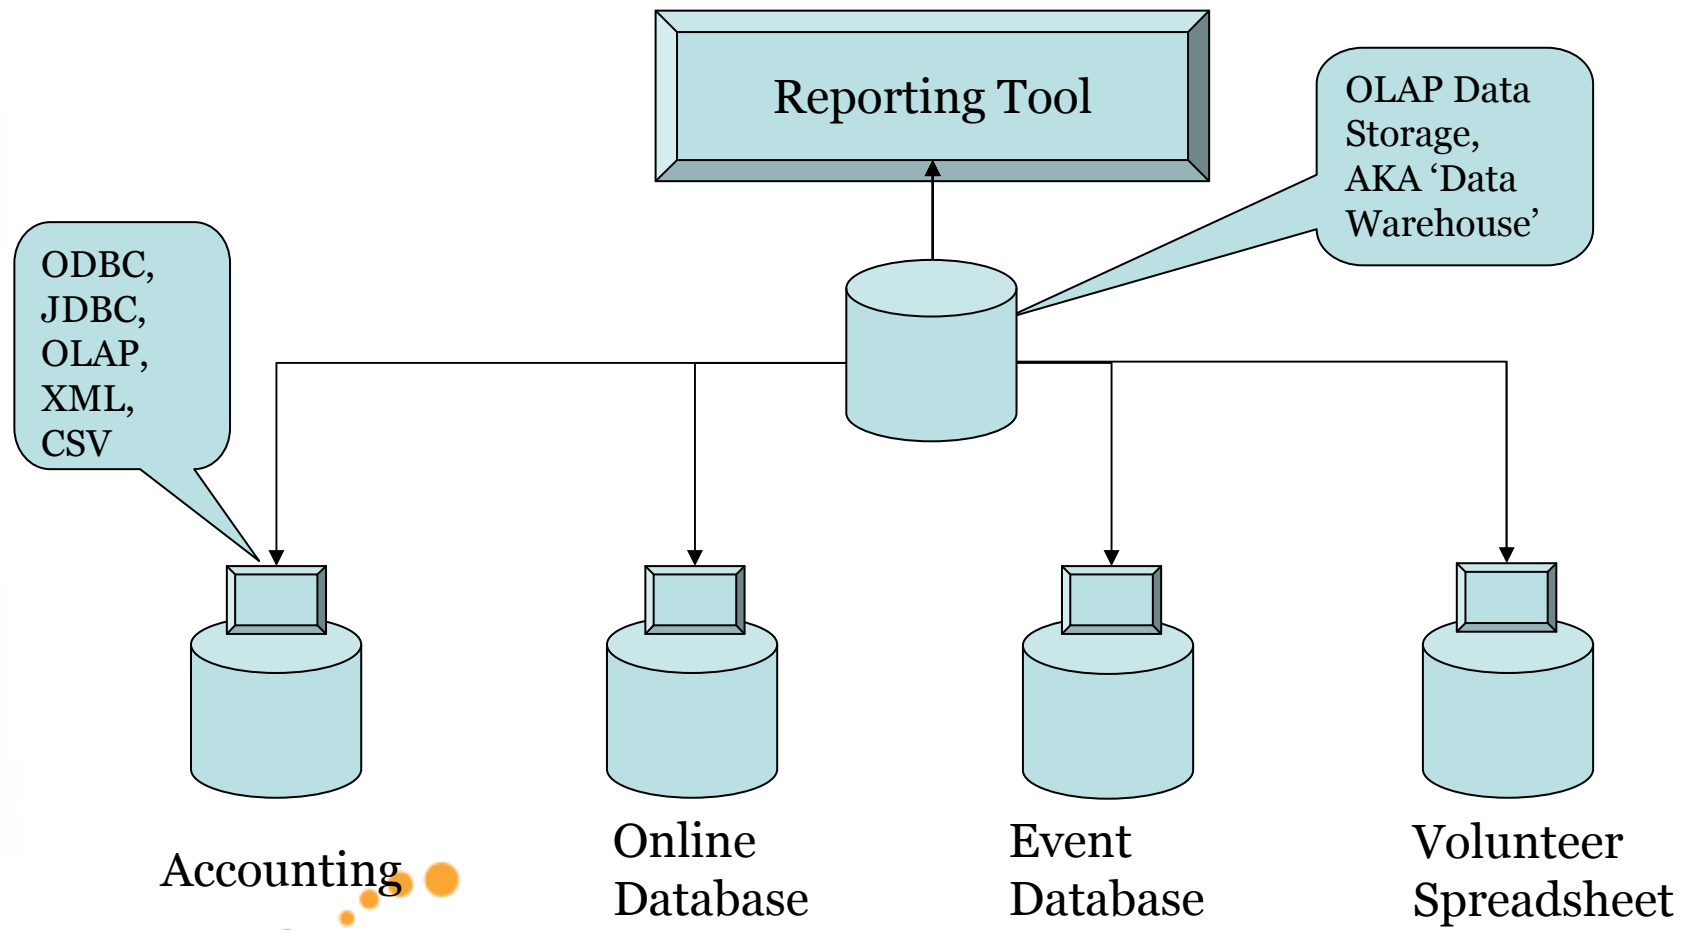 Reporting Tool
OLAP Data
Storage,
AKA ‘Data
Warehouse’
ODBC,
JDBC,
OLAP,
XML,
CSV
Accounting
Online
Database
Event
Database
Volunteer
Spreadsheet